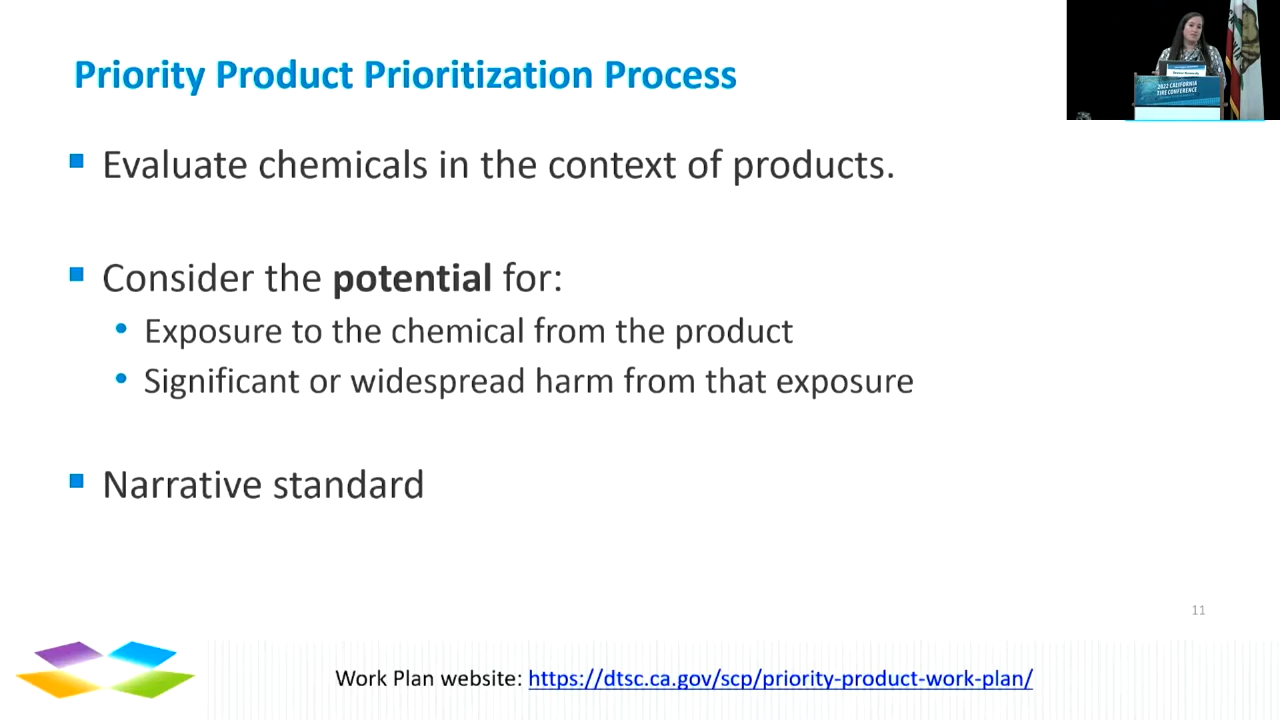 Priority Product Prioritization Process
Evaluate chemicals in the context of products.
Consider the potential for:
Exposure to the chemical from the product
Significant or widespread harm from that exposure
Narrative standard
11
Work Plan website: https://dtsc.ca.gov/scp/priority-product-work-plan/
2022 CALIFORNIA
TIRE CONFERENCE